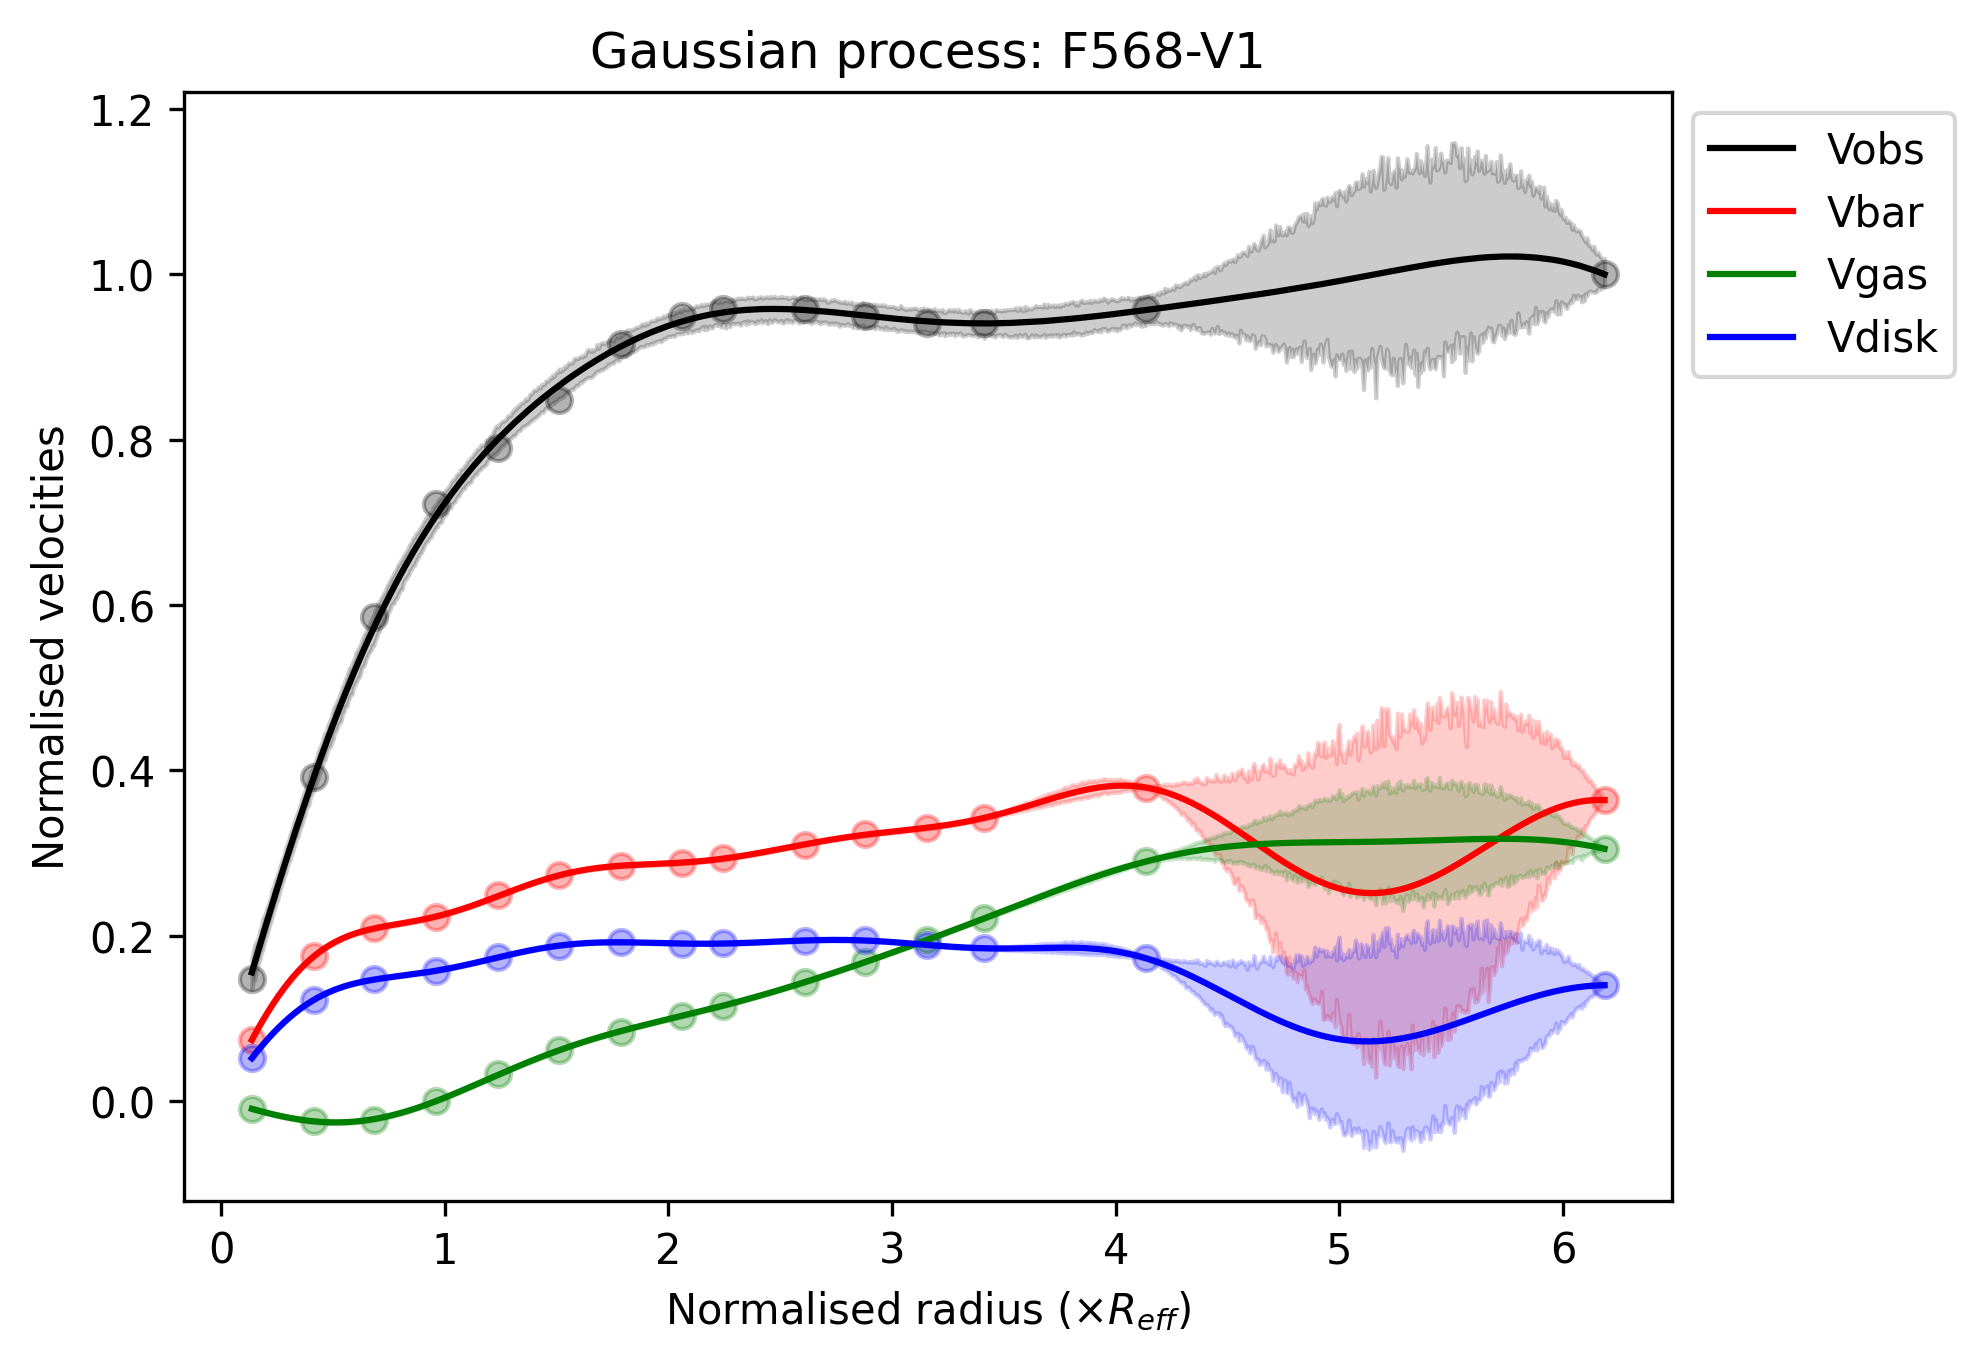 Gaussian process: F568-V1
1.2
1.0
0.8
0.6
0.4
0.2
0.0
Normalised velocities
0 1 2 3 4 5 6
Normalised radius (×R_eff)
Vobs
Vbar
Vgas
Vdisk